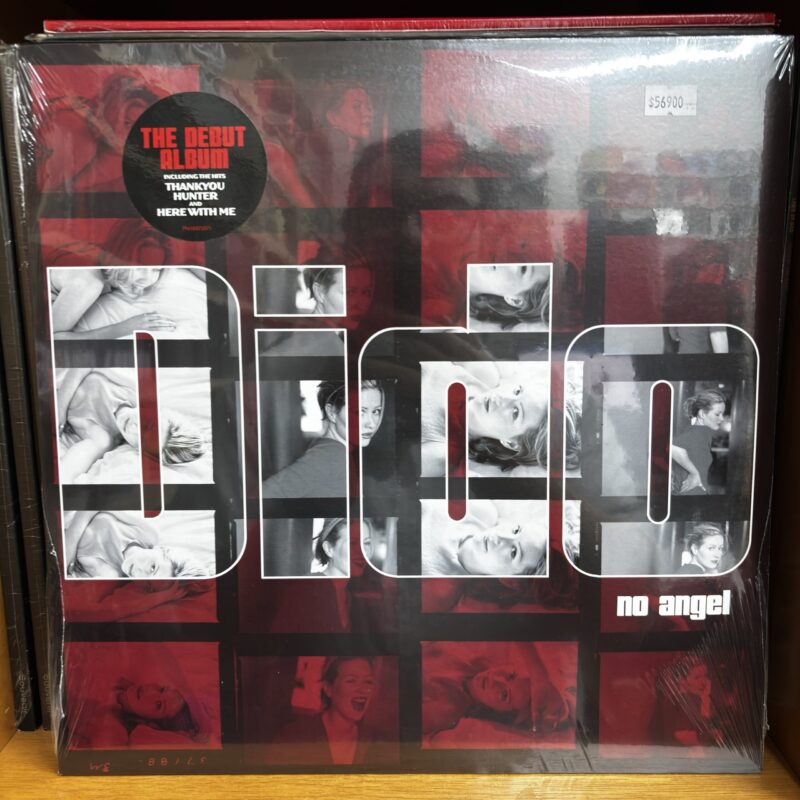 $56900
THE DEBUT
ALBUM
INCLUDING THE HITS
THANKYOU
HUNTER
AND
HERE WITH ME
Dido
no angel